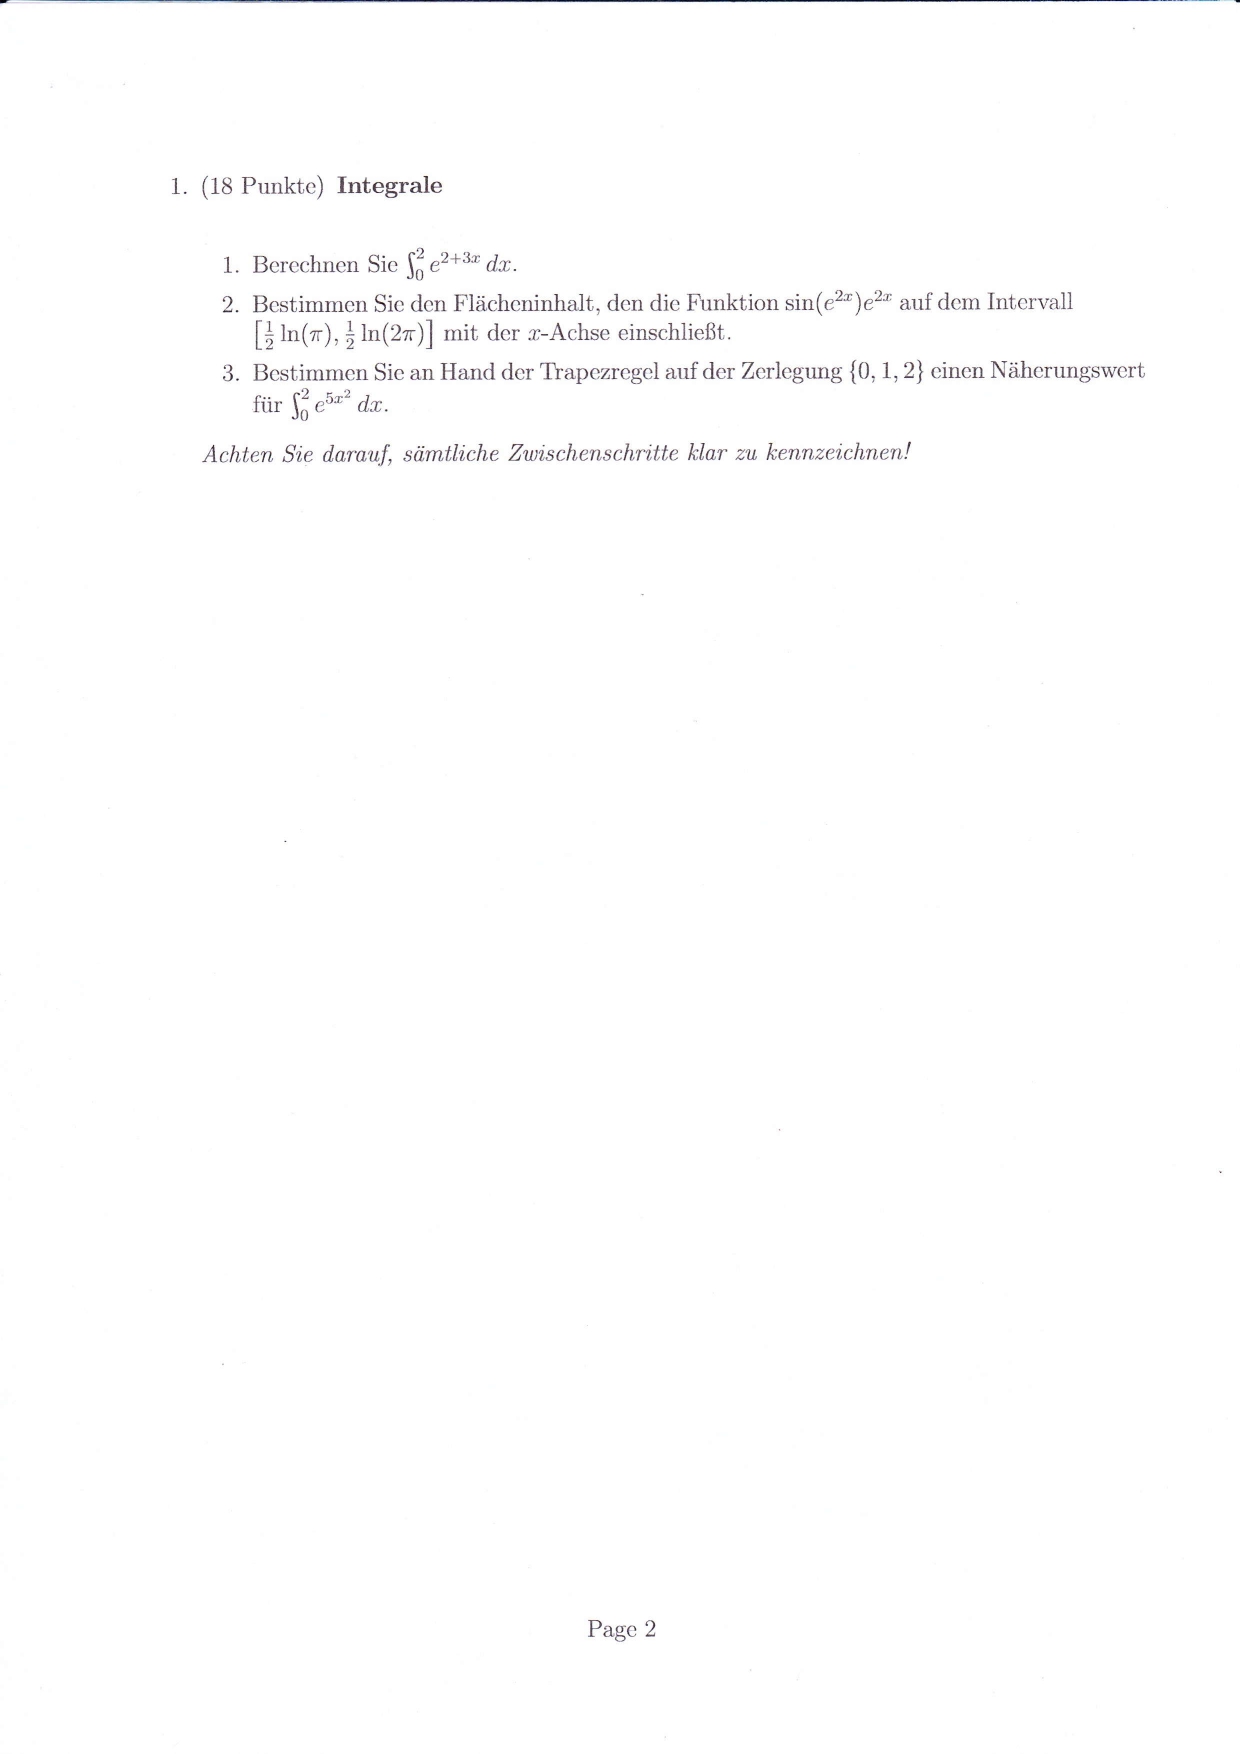 1. (18 Punkte) Integrale
1. Berechnen Sie $\int_0^2 e^{2+3x}\,dx$.
2. Bestimmen Sie den Flächeninhalt, den die Funktion $\sin(e^{2x})e^{2x}$ auf dem Intervall
$\left[\frac{1}{2}\ln(\pi), \frac{1}{2}\ln(2\pi)\right]$ mit der $x$-Achse einschließt.
3. Bestimmen Sie an Hand der Trapezregel auf der Zerlegung $\{0, 1, 2\}$ einen Näherungswert
für $\int_0^2 e^{5x^2}\,dx$.
Achten Sie darauf, sämtliche Zwischenschritte klar zu kennzeichnen!
Page 2